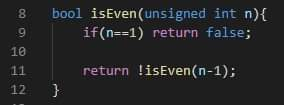 8 bool isEven(unsigned int n){
9     if(n==1) return false;
10
11     return !isEven(n-1);
12 }